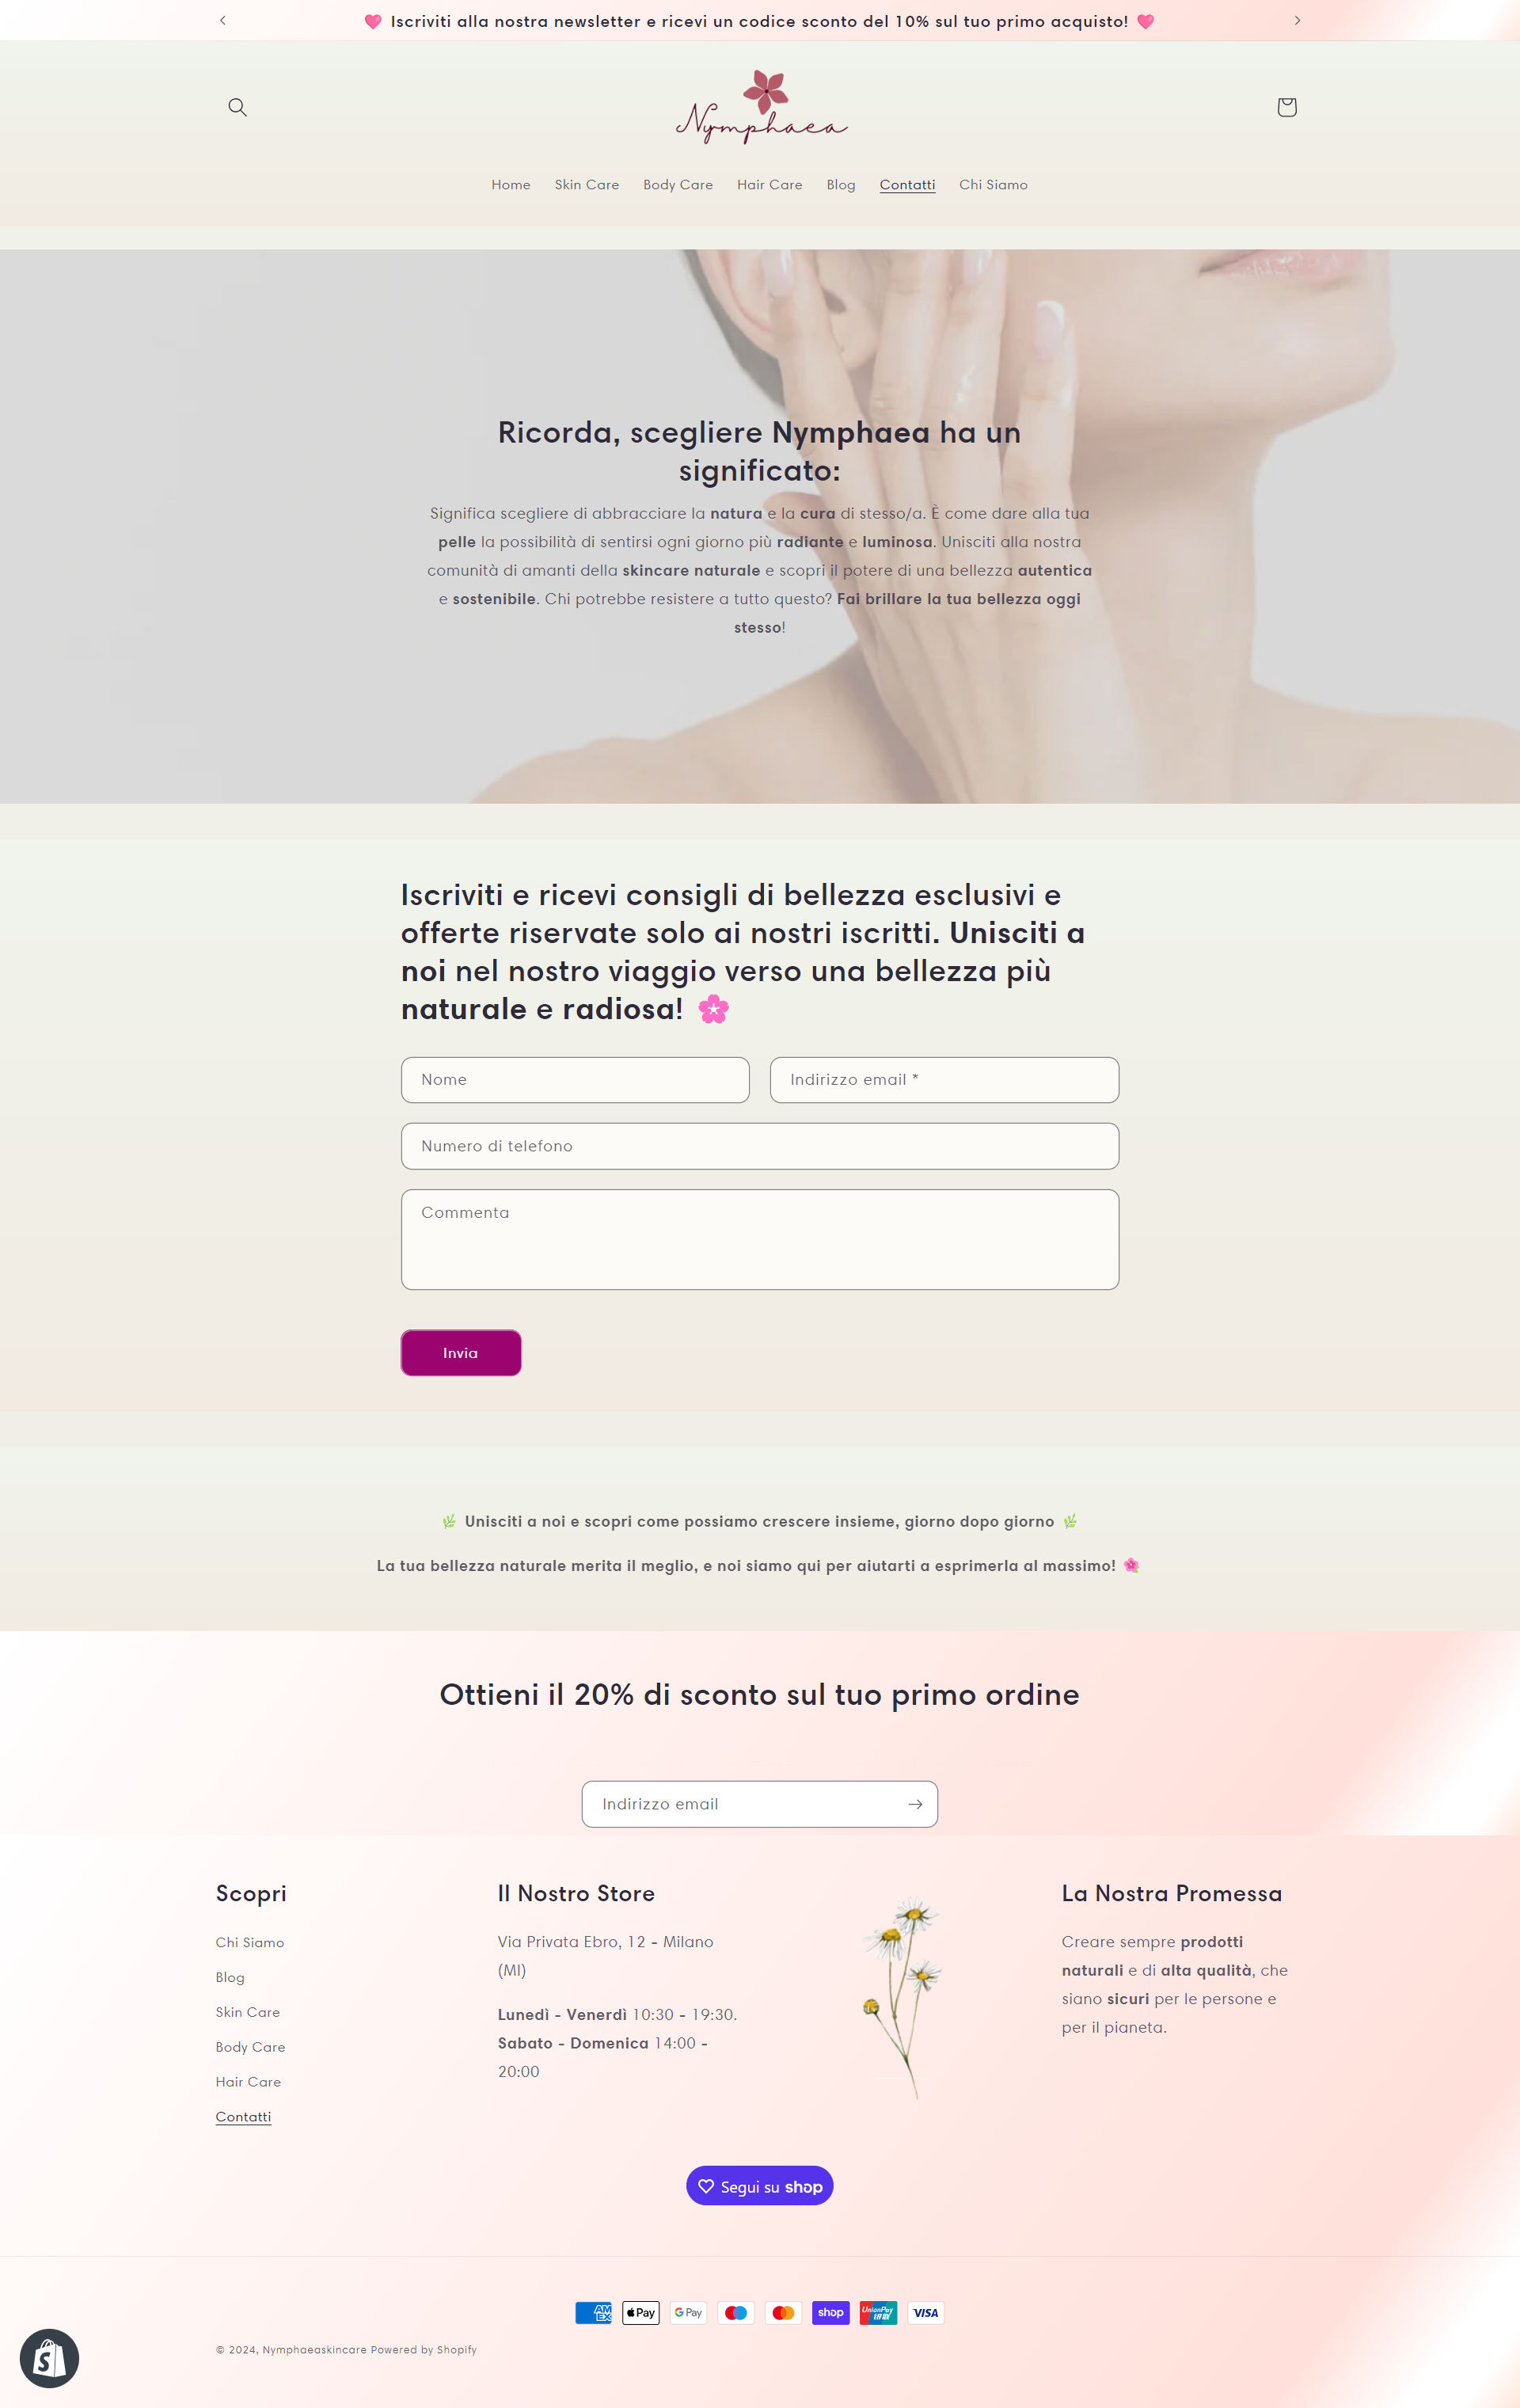 Iscriviti alla nostra newsletter e ricevi un codice sconto del 10% sul tuo primo acquisto!
Nymphaea
Home Skin Care Body Care Hair Care Blog Contatti Chi Siamo
Ricorda, scegliere Nymphaea ha un
significato:
Significa scegliere di abbracciare la natura e la cura di stesso/a. È come dare alla tua
pelle la possibilità di sentirsi ogni giorno più radiante e luminosa. Unisciti alla nostra
comunità di amanti della skincare naturale e scopri il potere di una bellezza autentica
e sostenibile. Chi potrebbe resistere a tutto questo? Fai brillare la tua bellezza oggi
stesso!
Iscriviti e ricevi consigli di bellezza esclusivi e
offerte riservate solo ai nostri iscritti. Unisciti a
noi nel nostro viaggio verso una bellezza più
naturale e radiosa! 🌸
Nome
Indirizzo email *
Numero di telefono
Commenta
Invia
🌿 Unisciti a noi e scopri come possiamo crescere insieme, giorno dopo giorno 🌿
La tua bellezza naturale merita il meglio, e noi siamo qui per aiutarti a esprimerla al massimo! 🌺
Ottieni il 20% di sconto sul tuo primo ordine
Indirizzo email
Scopri
Chi Siamo
Blog
Skin Care
Body Care
Hair Care
Contatti
Il Nostro Store
Via Privata Ebro, 12 - Milano
(MI)
Lunedì - Venerdì 10:30 - 19:30.
Sabato - Domenica 14:00 -
20:00
La Nostra Promessa
Creare sempre prodotti
naturali e di alta qualità, che
siano sicuri per le persone e
per il pianeta.
Segui su shop
AMEX Pay G Pay shop UnionPay 银联 VISA
© 2024, Nymphaeaskincare Powered by Shopify